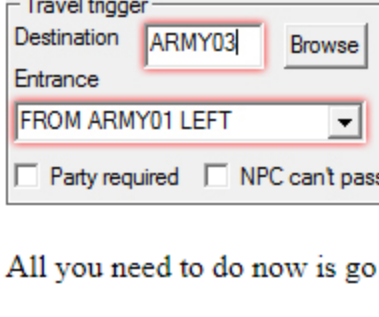 Travel trigger
Destination ARMY03 Browse
Entrance
FROM ARMY01 LEFT
Party required NPC can't pass
All you need to do now is go